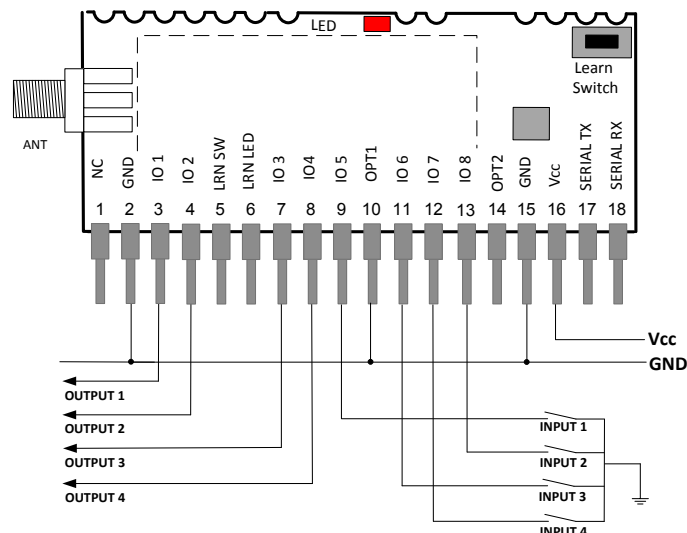 LED
Learn
Switch
ANT
NC
GND
IO 1
IO 2
LRN SW
LRN LED
IO 3
IO4
IO 5
OPT1
IO 6
IO 7
IO 8
OPT2
GND
Vcc
SERIAL TX
SERIAL RX
1 2 3 4 5 6 7 8 9 10 11 12 13 14 15 16 17 18
Vcc
GND
OUTPUT 1
OUTPUT 2
OUTPUT 3
OUTPUT 4
INPUT 1
INPUT 2
INPUT 3
INPUT 4